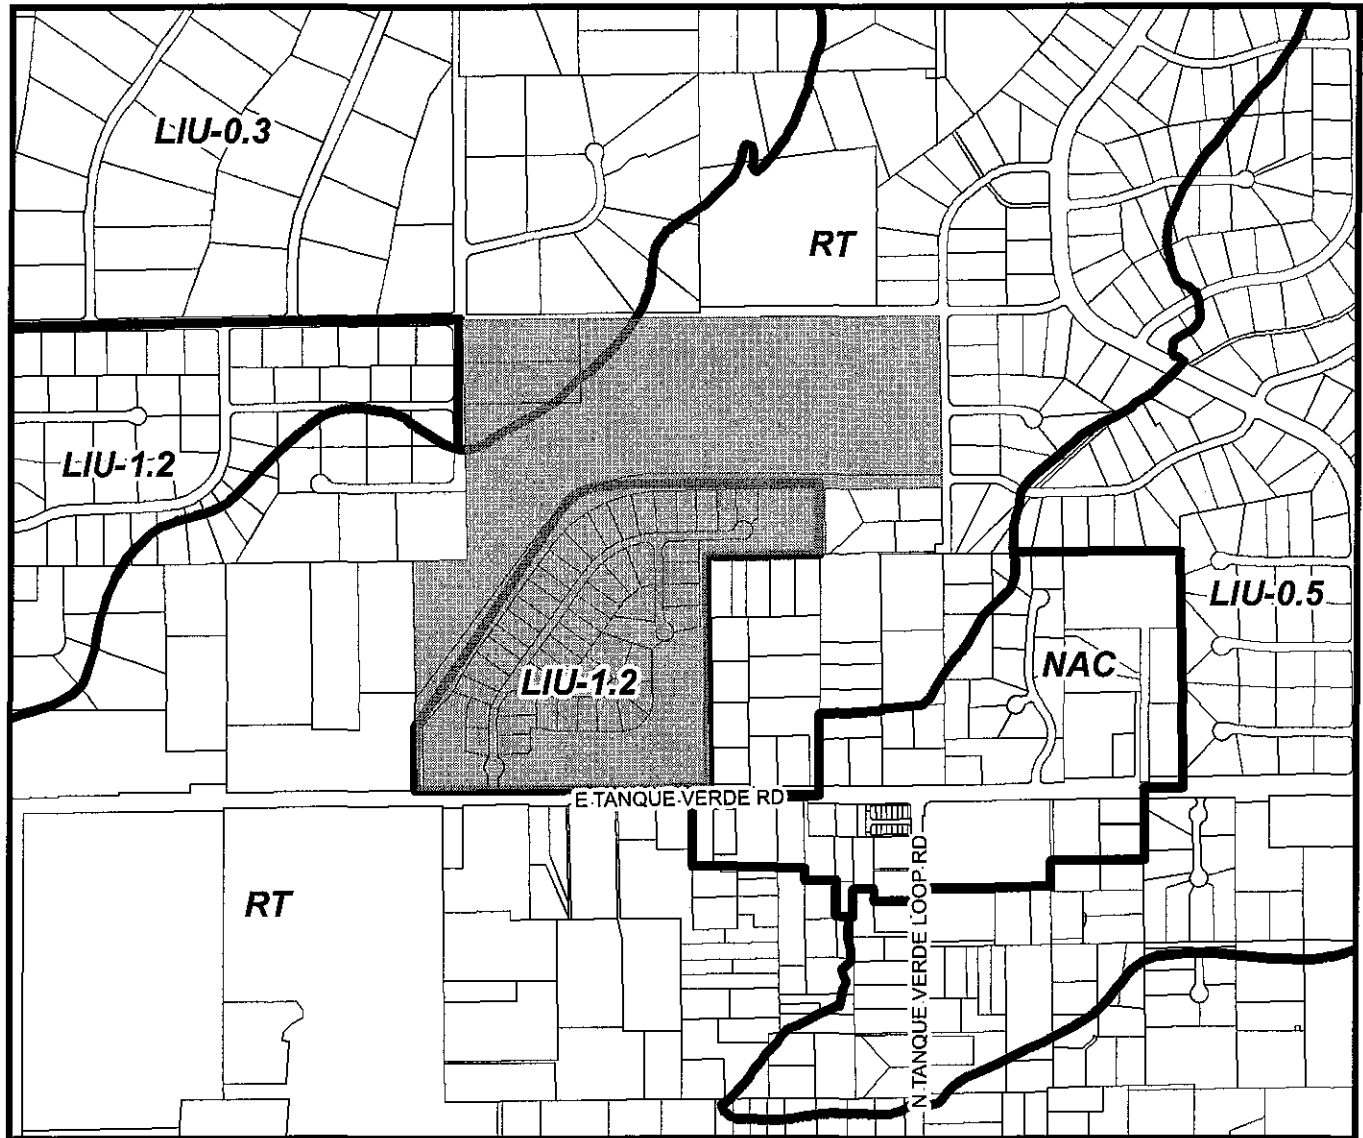 LIU-0.3
RT
LIU-1.2
LIU-0.5
NAC
LIU-1.2
E TANQUE VERDE RD
RT
N TANQUE VERDE LOOP RD